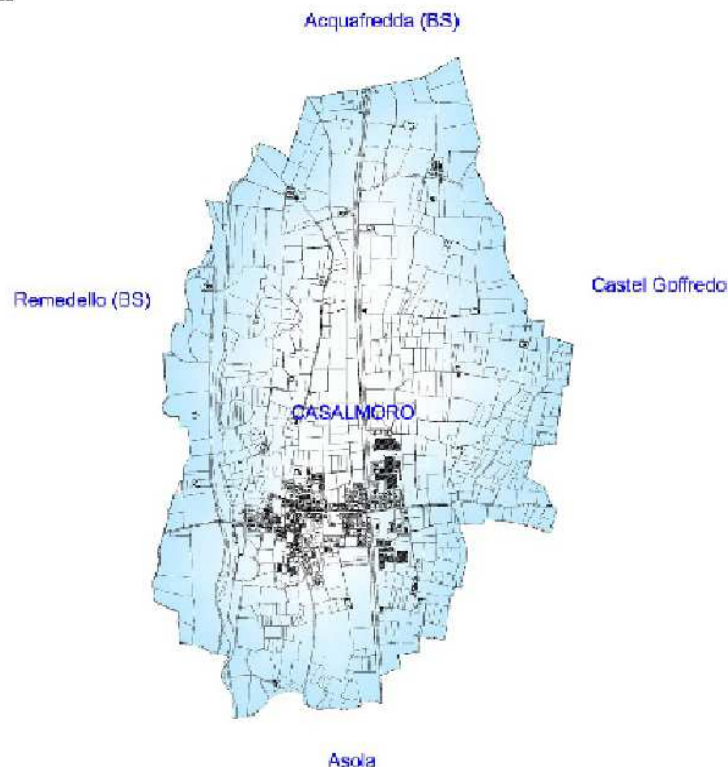 Acquafredda (BS)
Remedello (BS)
Castel Goffredo
CASALMORO
Asola